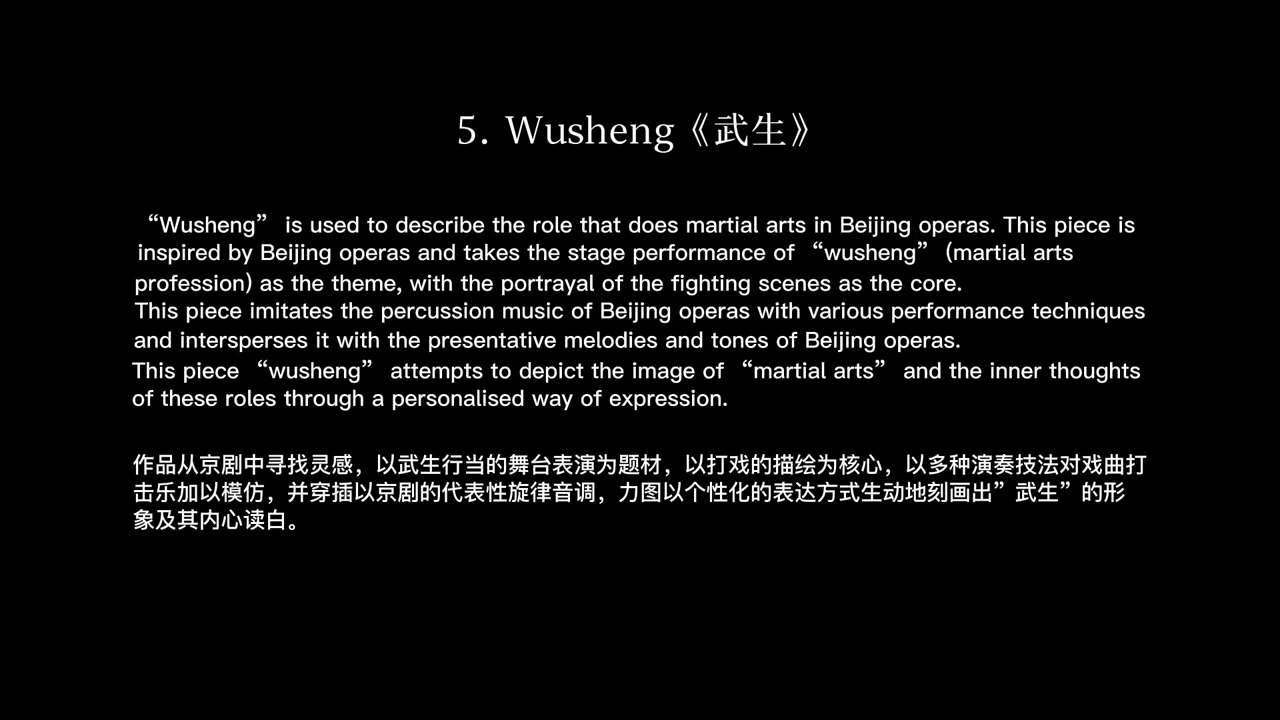 5. Wusheng《武生》
“Wusheng” is used to describe the role that does martial arts in Beijing operas. This piece is
inspired by Beijing operas and takes the stage performance of “wusheng” (martial arts
profession) as the theme, with the portrayal of the fighting scenes as the core.
This piece imitates the percussion music of Beijing operas with various performance techniques
and intersperses it with the presentative melodies and tones of Beijing operas.
This piece “wusheng” attempts to depict the image of “martial arts” and the inner thoughts
of these roles through a personalised way of expression.
作品从京剧中寻找灵感，以武生行当的舞台表演为题材，以打戏的描绘为核心，以多种演奏技法对戏曲打
击乐加以模仿，并穿插以京剧的代表性旋律音调，力图以个性化的表达方式生动地刻画出”武生”的形
象及其内心读白。